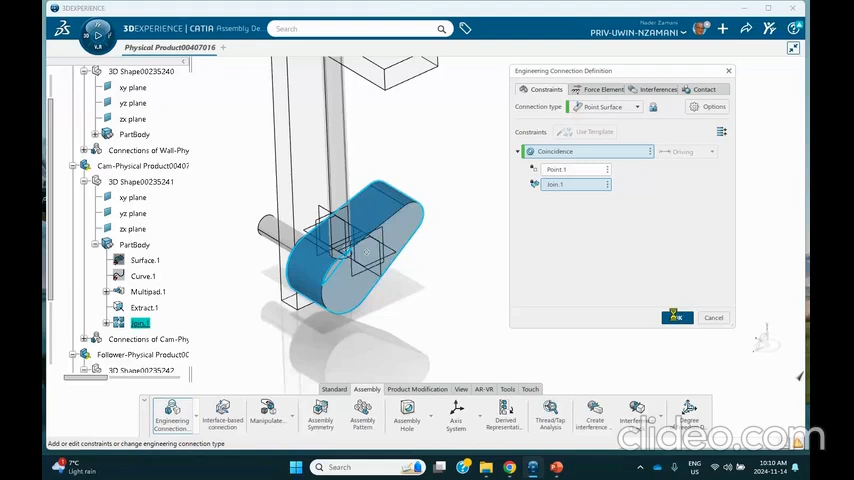 3DEXPERIENCE
3DEXPERIENCE | CATIA Assembly De...
Search
Nader Zamani
PRIV-UWIN-NZAMANI
3D
V.R
Physical Product00407016
3D Shape00235240
xy plane
yz plane
zx plane
PartBody
Connections of Wall-Phy
Cam-Physical Product0040?
3D Shape00235241
xy plane
yz plane
zx plane
PartBody
Surface.1
Curve.1
Multipad.1
Extract.1
Join.1
Connections of Cam-Phy
Follower-Physical Product00
3D Shape00235242
Engineering Connection Definition
Constraints
Force Element
Interferences
Contact
Connection type
Point Surface
Options
Constraints
Use Template
Coincidence
Driving
Point.1
Join.1
Cancel
Standard Assembly Product Modification View AR-VR Tools Touch
Engineering Connection...
Interface-based connection
Manipulate...
Assembly Symmetry
Assembly Pattern
Assembly Hole
Axis System
Derived Representati...
Thread/Tap Analysis
Create interference...
Add or edit constraints or change engineering connection type
clideo.com
7°C
Light rain
Search
ENG
US
10:10 AM
2024-11-14